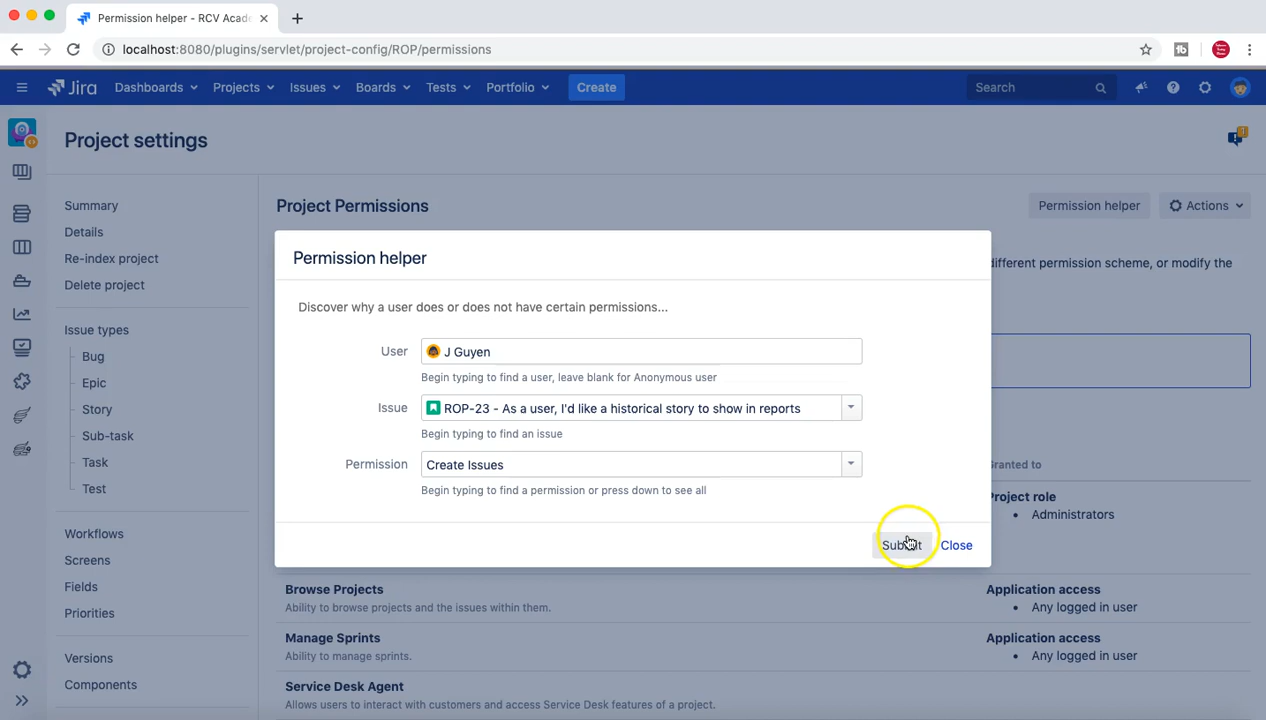 Permission helper - RCV Acade
localhost:8080/plugins/servlet/project-config/ROP/permissions
Jira
Dashboards
Projects
Issues
Boards
Tests
Portfolio
Create
Search
Project settings
Summary
Details
Re-index project
Delete project
Issue types
Bug
Epic
Story
Sub-task
Task
Test
Workflows
Screens
Fields
Priorities
Versions
Components
Project Permissions
Permission helper
Actions
different permission scheme, or modify the
Permission helper
Discover why a user does or does not have certain permissions...
User
J Guyen
Begin typing to find a user, leave blank for Anonymous user
Issue
ROP-23 - As a user, I'd like a historical story to show in reports
Begin typing to find an issue
Permission
Create Issues
Begin typing to find a permission or press down to see all
Submit
Close
Granted to
Project role
Administrators
Browse Projects
Ability to browse projects and the issues within them.
Application access
Any logged in user
Manage Sprints
Ability to manage sprints.
Application access
Any logged in user
Service Desk Agent
Allows users to interact with customers and access Service Desk features of a project.